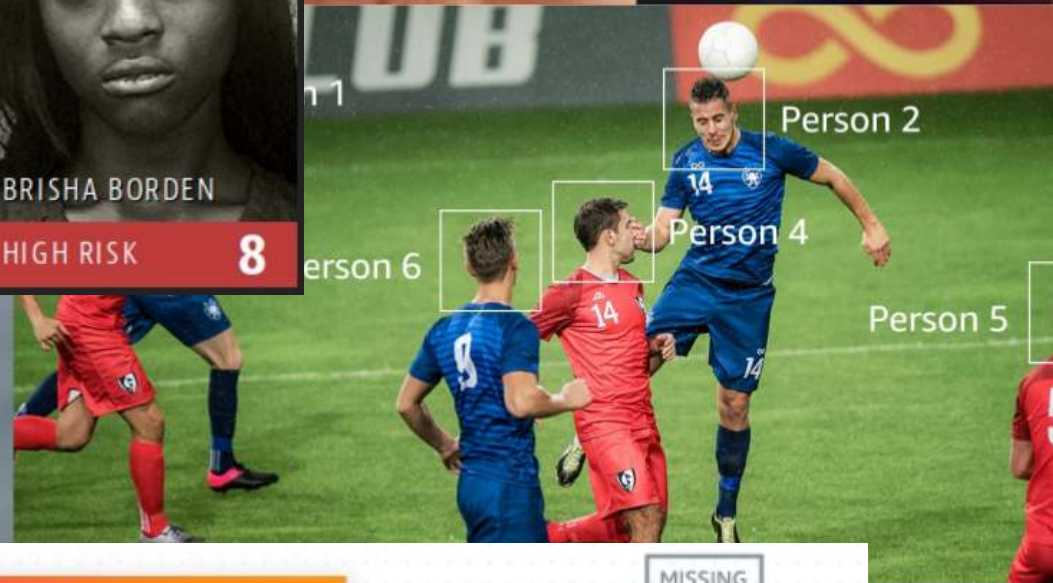 LUB
n 1
Person 2
BRISHA BORDEN
14
Person 4
HIGH RISK 8
erson 6
14
Person 5
9
14
MISSING